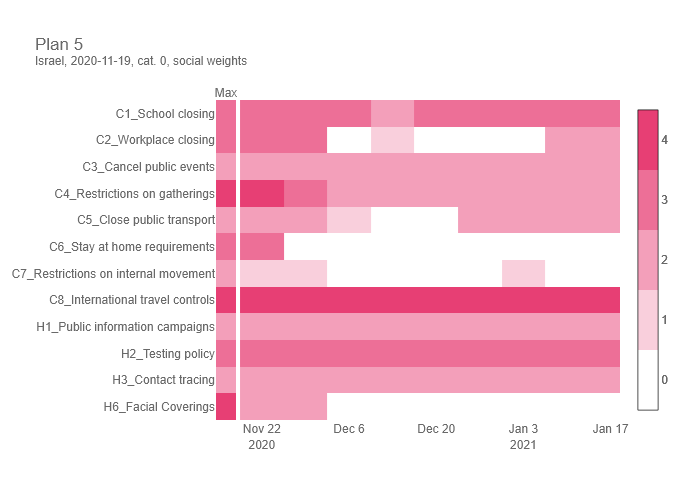 Plan 5
Israel, 2020-11-19, cat. 0, social weights
Max
C1_School closing
C2_Workplace closing
C3_Cancel public events
C4_Restrictions on gatherings
C5_Close public transport
C6_Stay at home requirements
C7_Restrictions on internal movement
C8_International travel controls
H1_Public information campaigns
H2_Testing policy
H3_Contact tracing
H6_Facial Coverings
Nov 22 Dec 6 Dec 20 Jan 3 Jan 17
2020 2021
4
3
2
1
0